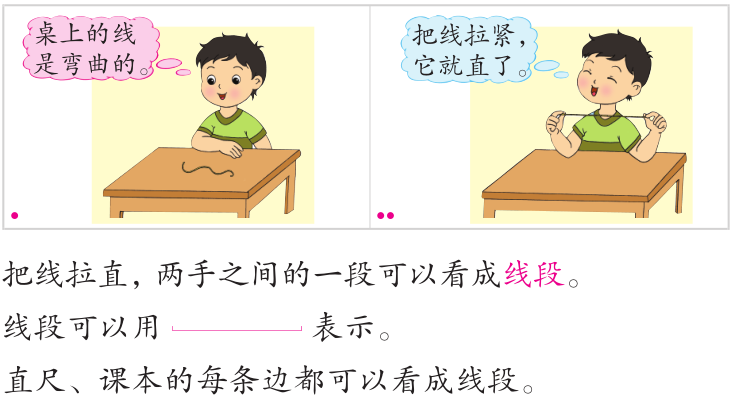 桌上的线
是弯曲的。
把线拉紧，
它就直了。
把线拉直，两手之间的一段可以看成线段。
线段可以用 表示。
直尺、课本的每条边都可以看成线段。